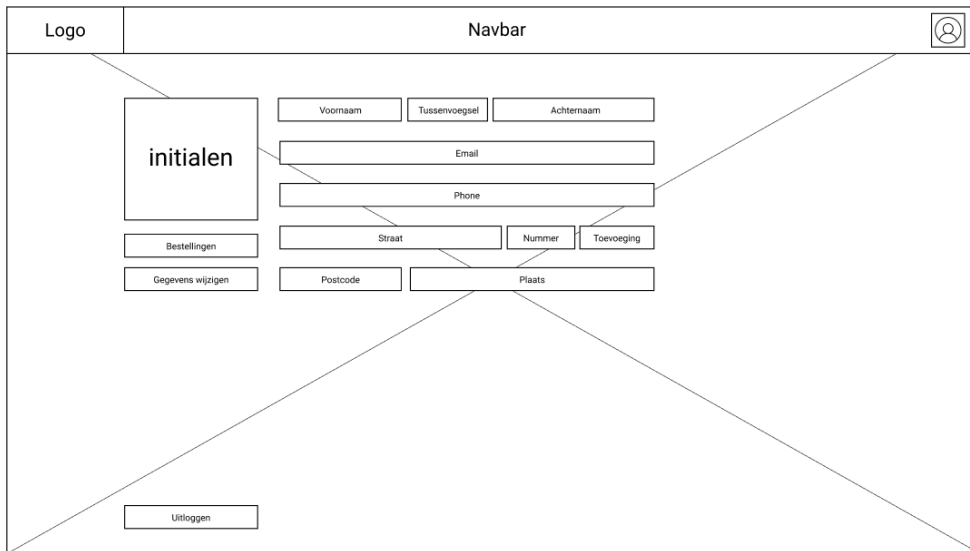 Logo
Navbar
initialen
Voornaam
Tussenvoegsel
Achternaam
Email
Phone
Straat
Nummer
Toevoeging
Postcode
Plaats
Bestellingen
Gegevens wijzigen
Uitloggen